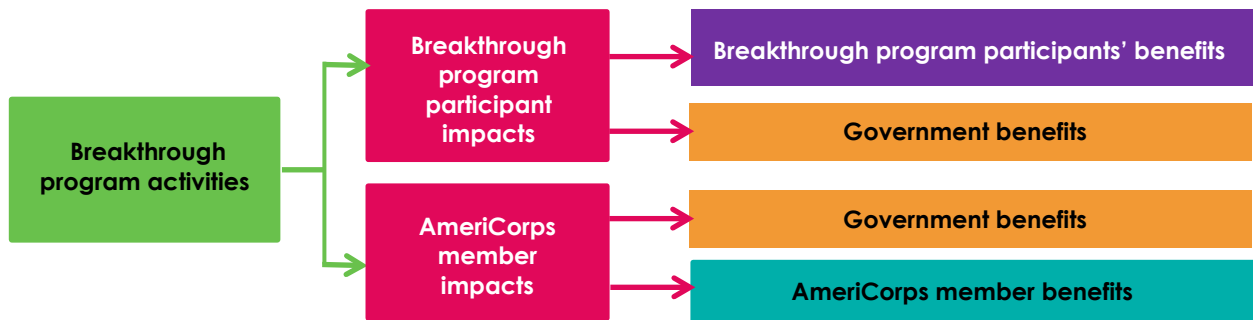 Breakthrough
program activities
Breakthrough
program
participant
impacts
Breakthrough program participants’ benefits
Government benefits
AmeriCorps
member
impacts
Government benefits
AmeriCorps member benefits